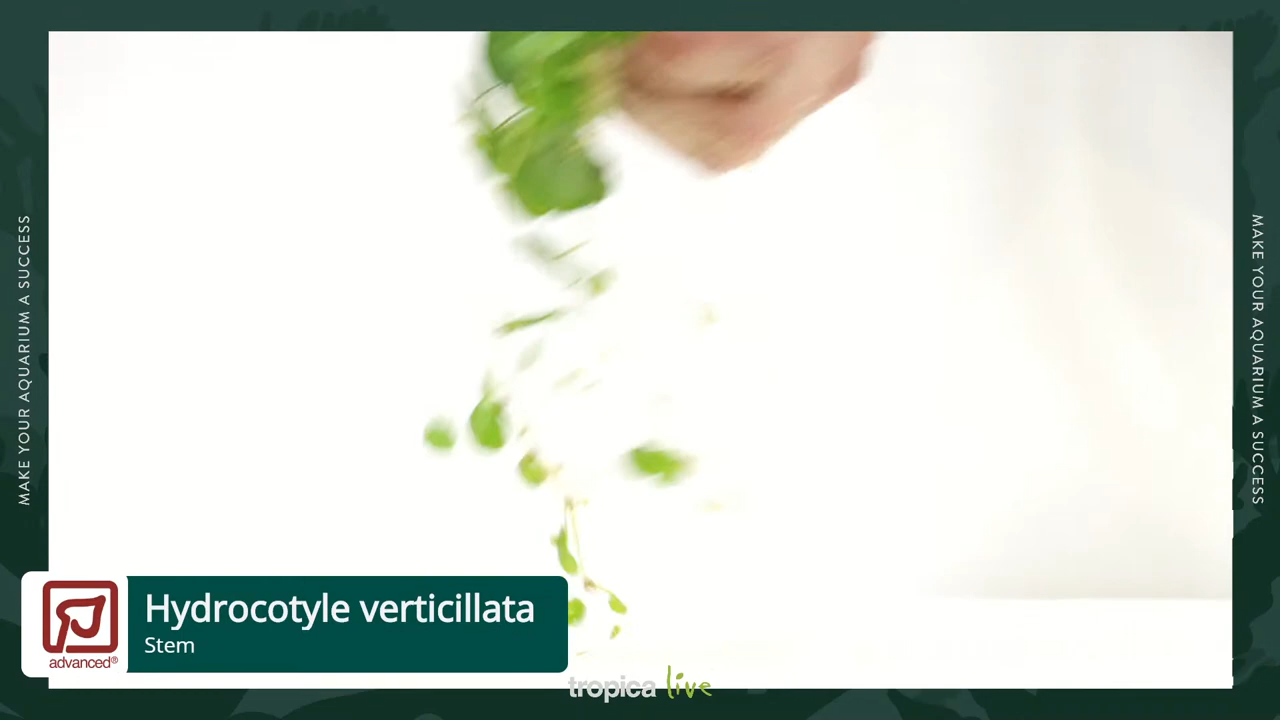 MAKE YOUR AQUARIUM A SUCCESS
MAKE YOUR AQUARIUM A SUCCESS
advanced®
Hydrocotyle verticillata
Stem
tropica live